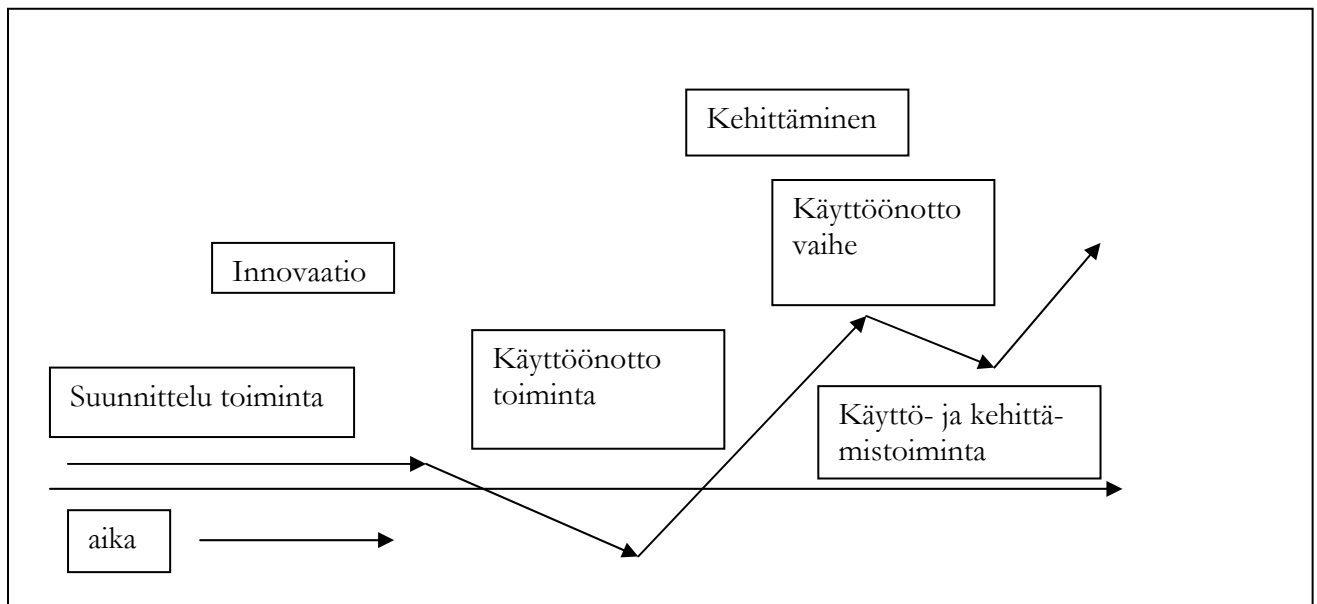 Kehittäminen
Käyttöönotto
vaihe
Innovaatio
Käyttöönotto
toiminta
Suunnittelu toiminta
Käyttö- ja kehittä-
mistoiminta
aika